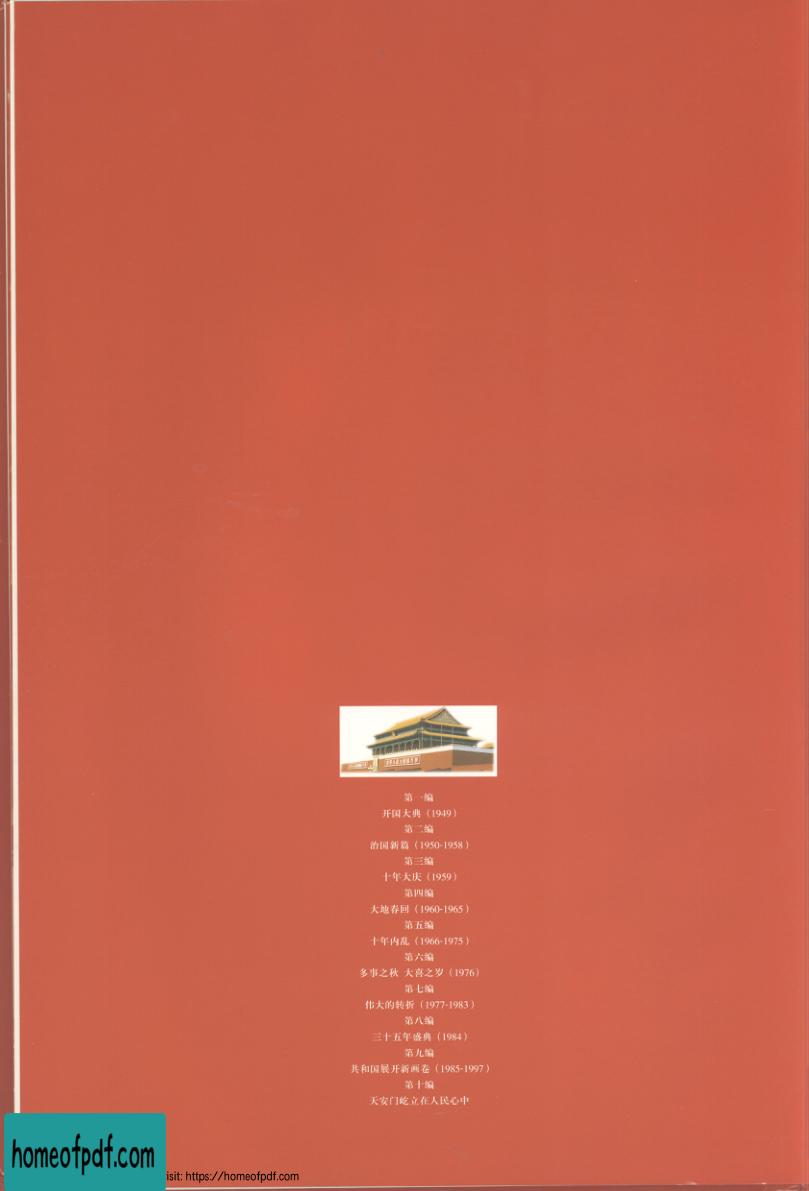 第一编
开国大典（1949）
第二编
治国新篇（1950-1958）
第三编
十年大庆（1959）
第四编
大地春回（1960-1965）
第五编
十年内乱（1966-1975）
第六编
多事之秋 大喜之岁（1976）
第七编
伟大的转折（1977-1983）
第八编
三十五年盛典（1984）
第九编
共和国展开新画卷（1985-1997）
第十编
天安门屹立在人民心中
homeofpdf.com
isit: https://homeofpdf.com